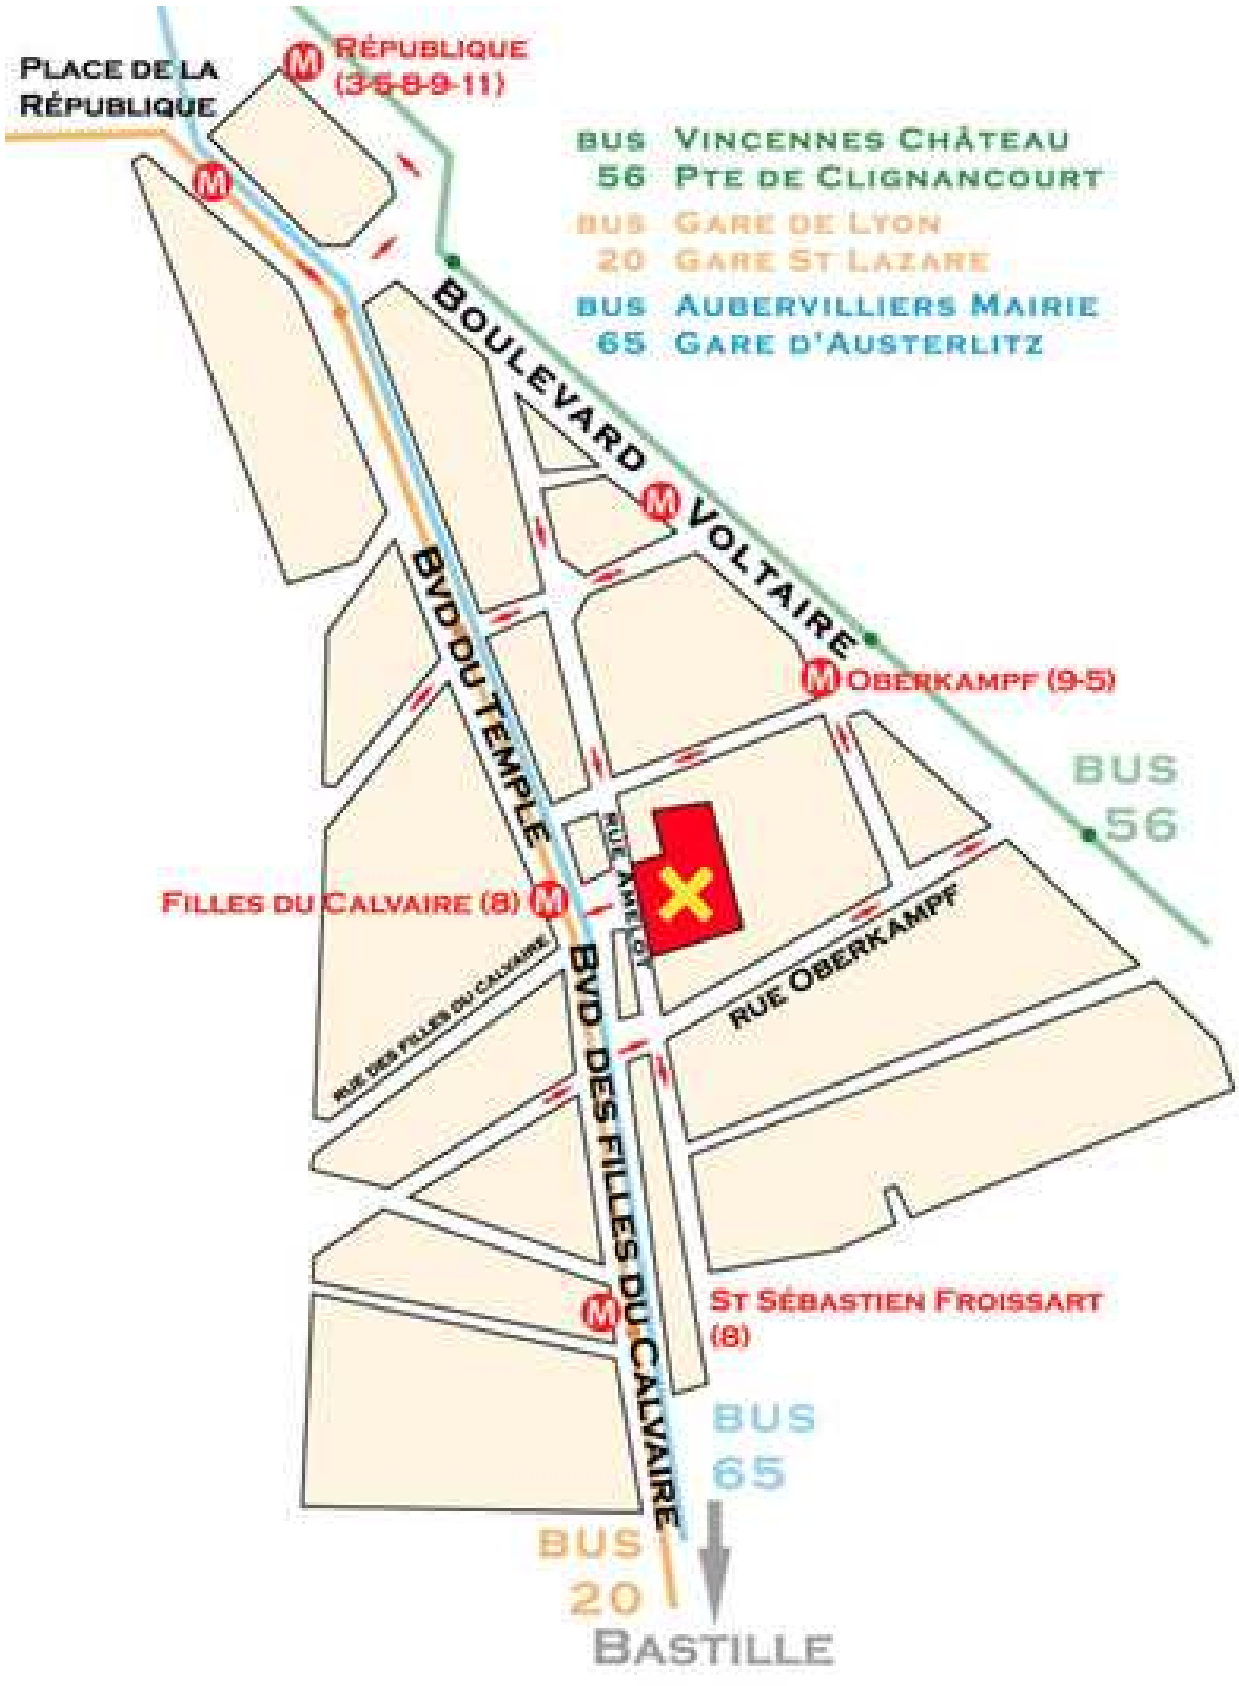 PLACE DE LA
RÉPUBLIQUE
M
RÉPUBLIQUE
(3-5-8-9-11)
M
BUS VINCENNES CHÂTEAU
56 PTE DE CLIGNANCOURT
BUS GARE DE LYON
20 GARE ST LAZARE
BUS AUBERVILLIERS MAIRIE
65 GARE D'AUSTERLITZ
BOULEVARD VOLTAIRE
M
BVD DU TEMPLE
M OBERKAMPF (9-5)
BUS
56
RUE AMELOT
X
FILLES DU CALVAIRE (8) M
RUE DES FILLES DU CALVAIRE
RUE OBERKAMPF
BVD DES FILLES DU CALVAIRE
M
ST SÉBASTIEN FROISSART
(8)
BUS
65
BUS
20
BASTILLE